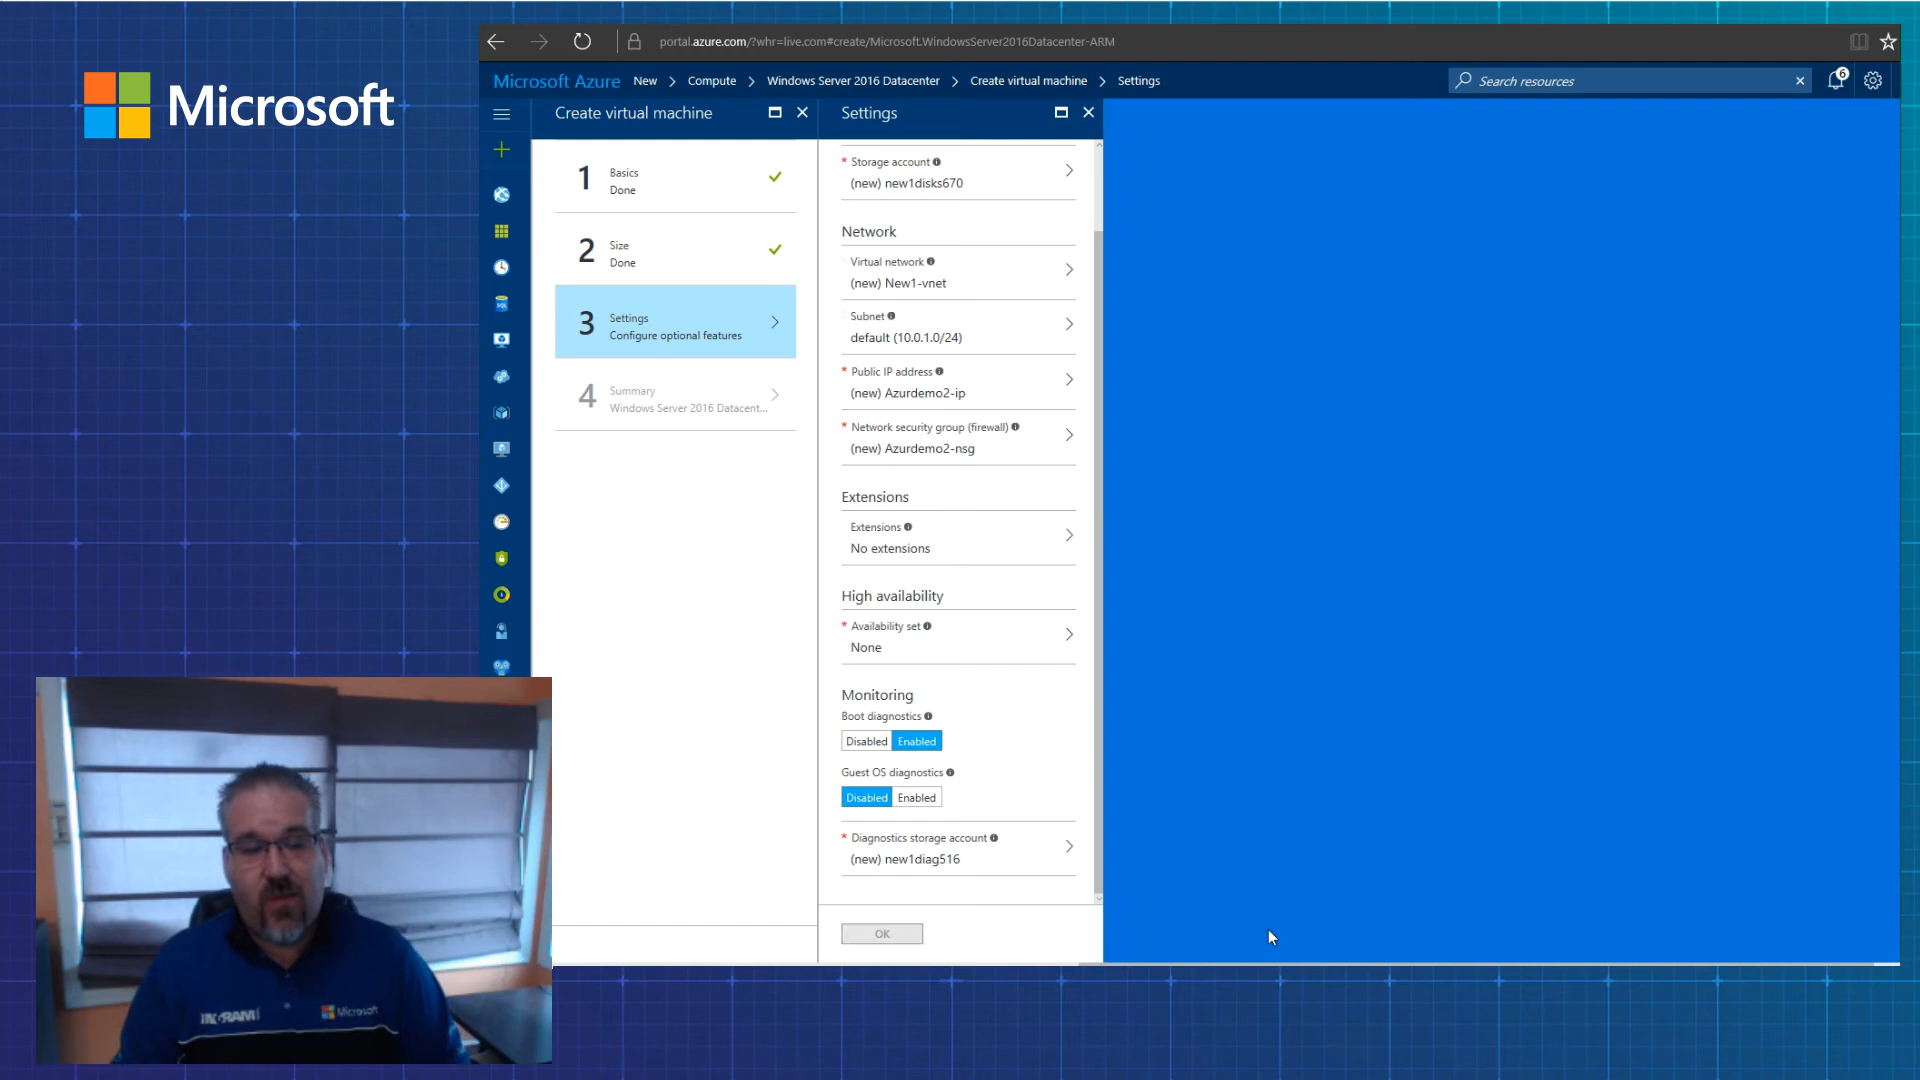 Microsoft
portal.azure.com/?whr=live.com#create/Microsoft.WindowsServer2016Datacenter-ARM
Microsoft Azure New > Compute > Windows Server 2016 Datacenter > Create virtual machine > Settings
Search resources
6
Create virtual machine
1
Basics
Done
2
Size
Done
3
Settings
Configure optional features
4
Summary
Windows Server 2016 Datacent...
Settings
* Storage account
(new) new1disks670
Network
Virtual network
(new) New1-vnet
Subnet
default (10.0.1.0/24)
* Public IP address
(new) Azurdemo2-ip
* Network security group (firewall)
(new) Azurdemo2-nsg
Extensions
Extensions
No extensions
High availability
* Availability set
None
Monitoring
Boot diagnostics
Disabled Enabled
Guest OS diagnostics
Disabled Enabled
* Diagnostics storage account
(new) new1diag516
OK
INGRAM
Microsoft